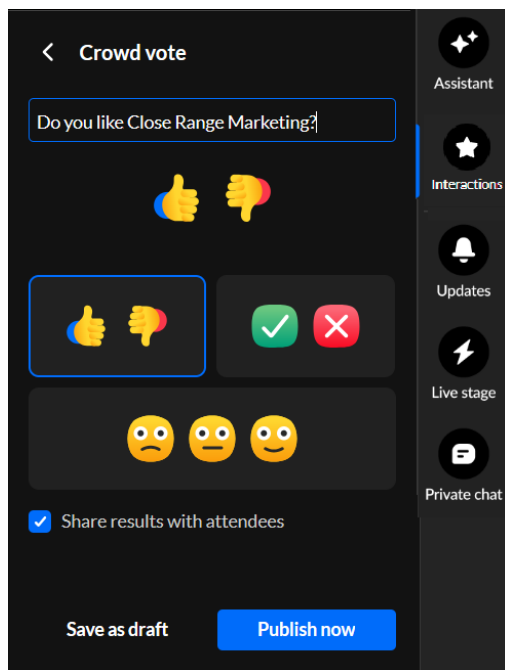 Crowd vote
Do you like Close Range Marketing?
Share results with attendees
Save as draft
Publish now
Assistant
Interactions
Updates
Live stage
Private chat